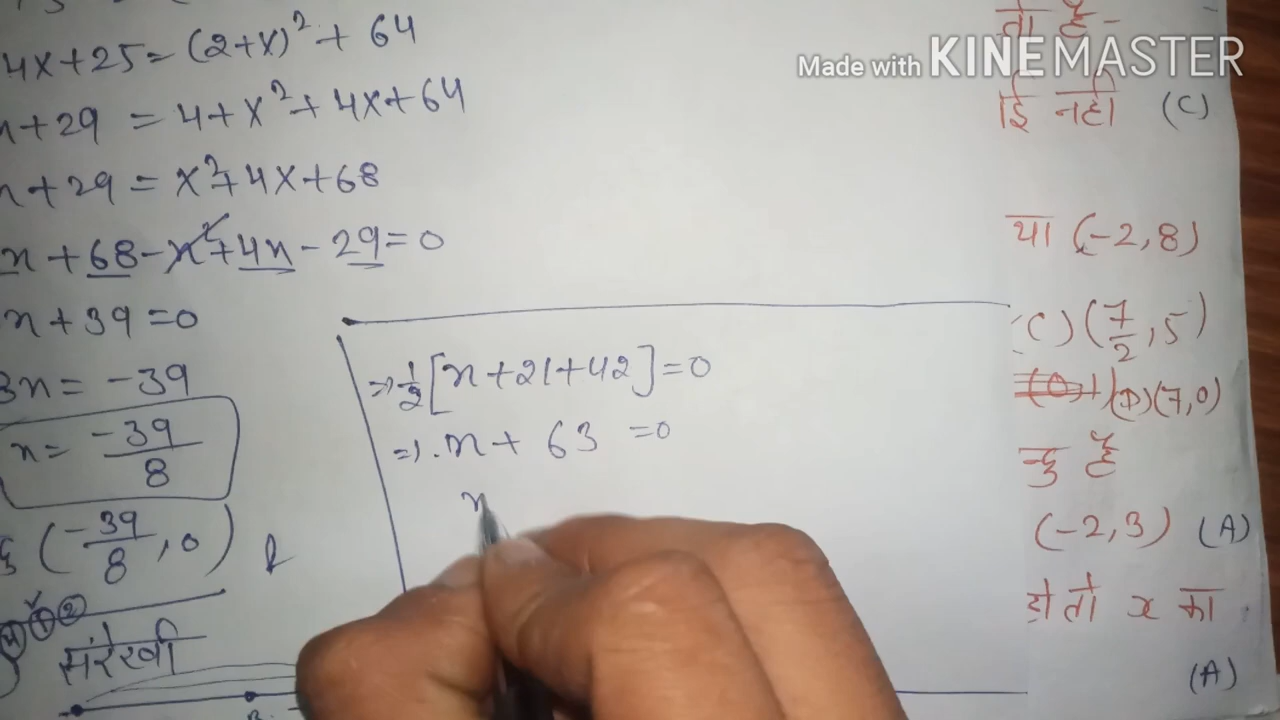 4x+25=(2+x)²+ 64
x+29 = 4+x²+4x+64
x+29 = x²+4x+68
x + 68-x²+4x-29=0
x+39=0
3x= -39
x= -39/8
(-39/8, 0)
सरेखी
Made with KINEMASTER
⇒ 1/2[x+21+42]=0
⇒ x+ 63 =0
x
तो है-
ई नही (C)
या (-2,8)
(C)(7/2,5)
(D)(7,0)
न्दु है
(-2,3) (A)
हो तो x का
(A)